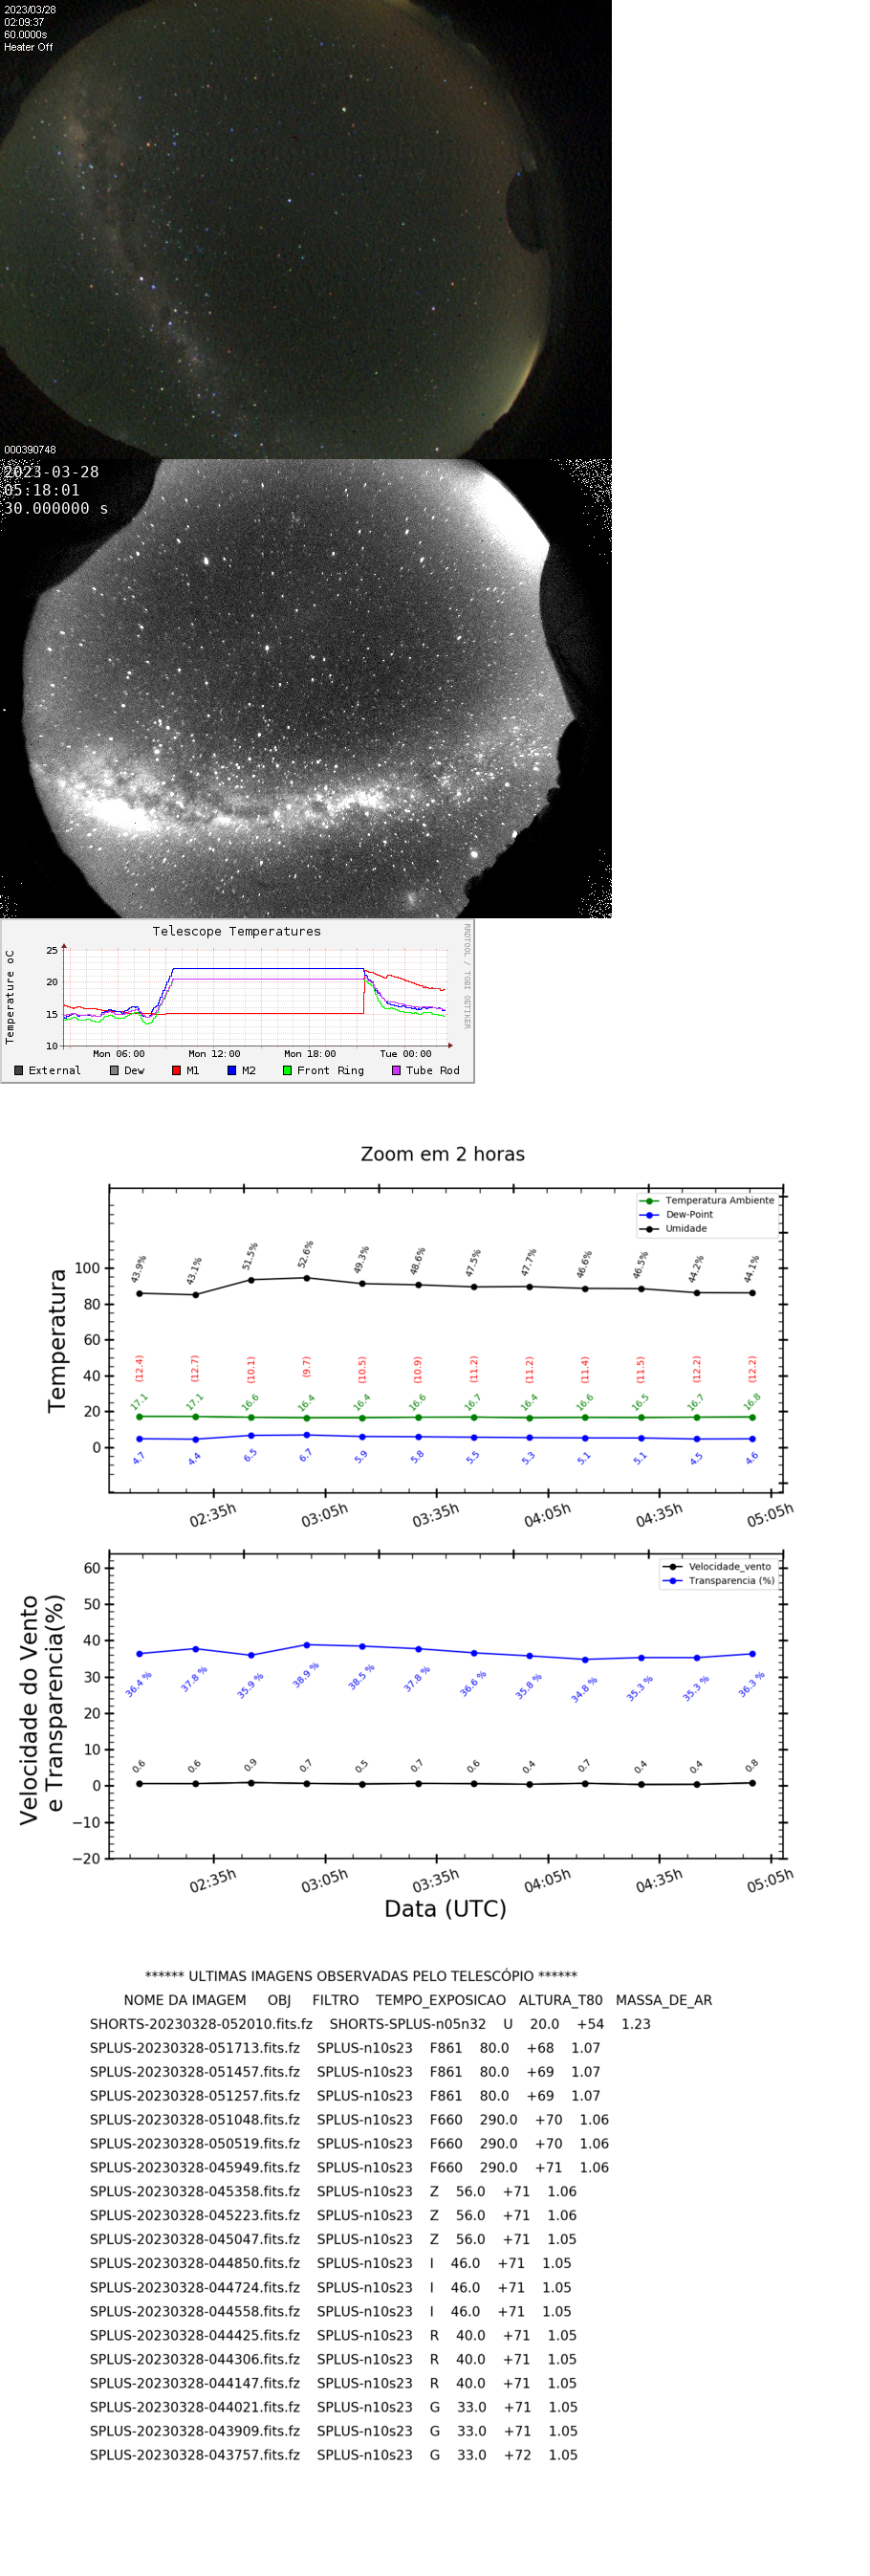 2023/03/28
02:09:37
60.0000s
Heater Off
000390748
2023-03-28
05:18:01
30.000000 s
Telescope Temperatures
RRDTOOL / TOBI OETIKER
Temperature oC
25
20
15
10
Mon 06:00 Mon 12:00 Mon 18:00 Tue 00:00
External Dew M1 M2 Front Ring Tube Rod
Zoom em 2 horas
Temperatura Ambiente
Dew-Point
Umidade
Temperatura
100
80
60
40
20
0
43.9% 43.1% 51.5% 52.6% 49.3% 48.6% 47.5% 47.7% 46.6% 46.5% 44.2% 44.1%
(12.4) (12.7) (10.1) (9.7) (10.5) (10.9) (11.2) (11.2) (11.4) (11.5) (12.2) (12.2)
17.1 17.1 16.6 16.4 16.4 16.6 16.7 16.4 16.6 16.5 16.7 16.8
4.7 4.4 6.5 6.7 5.9 5.8 5.5 5.3 5.1 5.1 4.5 4.6
02:35h 03:05h 03:35h 04:05h 04:35h 05:05h
Velocidade_vento
Transparencia (%)
Velocidade do Vento
e Transparencia(%)
60
50
40
30
20
10
0
−10
−20
36.4 % 37.8 % 35.9 % 38.9 % 38.5 % 37.8 % 36.6 % 35.8 % 34.8 % 35.3 % 35.3 % 36.3 %
0.6 0.6 0.9 0.7 0.5 0.7 0.6 0.4 0.7 0.4 0.4 0.8
02:35h 03:05h 03:35h 04:05h 04:35h 05:05h
Data (UTC)
****** ULTIMAS IMAGENS OBSERVADAS PELO TELESCÓPIO ******
NOME DA IMAGEM OBJ FILTRO TEMPO_EXPOSICAO ALTURA_T80 MASSA_DE_AR
SHORTS-20230328-052010.fits.fz SHORTS-SPLUS-n05n32 U 20.0 +54 1.23
SPLUS-20230328-051713.fits.fz SPLUS-n10s23 F861 80.0 +68 1.07
SPLUS-20230328-051457.fits.fz SPLUS-n10s23 F861 80.0 +69 1.07
SPLUS-20230328-051257.fits.fz SPLUS-n10s23 F861 80.0 +69 1.07
SPLUS-20230328-051048.fits.fz SPLUS-n10s23 F660 290.0 +70 1.06
SPLUS-20230328-050519.fits.fz SPLUS-n10s23 F660 290.0 +70 1.06
SPLUS-20230328-045949.fits.fz SPLUS-n10s23 F660 290.0 +71 1.06
SPLUS-20230328-045358.fits.fz SPLUS-n10s23 Z 56.0 +71 1.06
SPLUS-20230328-045223.fits.fz SPLUS-n10s23 Z 56.0 +71 1.06
SPLUS-20230328-045047.fits.fz SPLUS-n10s23 Z 56.0 +71 1.05
SPLUS-20230328-044850.fits.fz SPLUS-n10s23 I 46.0 +71 1.05
SPLUS-20230328-044724.fits.fz SPLUS-n10s23 I 46.0 +71 1.05
SPLUS-20230328-044558.fits.fz SPLUS-n10s23 I 46.0 +71 1.05
SPLUS-20230328-044425.fits.fz SPLUS-n10s23 R 40.0 +71 1.05
SPLUS-20230328-044306.fits.fz SPLUS-n10s23 R 40.0 +71 1.05
SPLUS-20230328-044147.fits.fz SPLUS-n10s23 R 40.0 +71 1.05
SPLUS-20230328-044021.fits.fz SPLUS-n10s23 G 33.0 +71 1.05
SPLUS-20230328-043909.fits.fz SPLUS-n10s23 G 33.0 +71 1.05
SPLUS-20230328-043757.fits.fz SPLUS-n10s23 G 33.0 +72 1.05